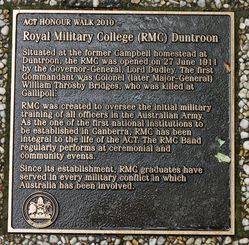 ACT HONOUR WALK 2010
Royal Military College (RMC) Duntroon
Situated at the former Campbell homestead at
Duntroon, the RMC was opened on 27 June 1911
by the Governor-General, Lord Dudley. The first
Commandant was Colonel (later Major-General)
William Throsby Bridges, who was killed at
Gallipoli.
RMC was created to oversee the initial military
training of all officers in the Australian Army.
As the one of the first national institutions to
be established in Canberra, RMC has been
integral to the life of the ACT. The RMC Band
regularly performs at ceremonial and
community events.
Since its establishment, RMC graduates have
served in every military conflict in which
Australia has been involved.